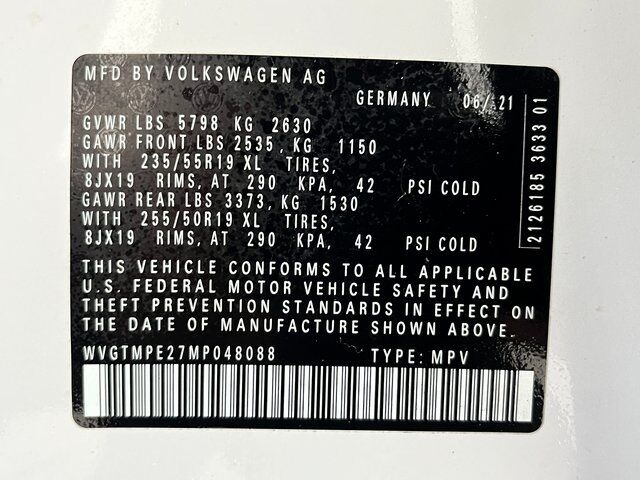 MFD BY VOLKSWAGEN AG
GERMANY 06/21
GVWR LBS 5798 KG 2630
GAWR FRONT LBS 2535, KG 1150
WITH 235/55R19 XL TIRES,
8JX19 RIMS, AT 290 KPA, 42 PSI COLD
GAWR REAR LBS 3373, KG 1530
WITH 255/50R19 XL TIRES,
8JX19 RIMS, AT 290 KPA, 42 PSI COLD
THIS VEHICLE CONFORMS TO ALL APPLICABLE
U.S. FEDERAL MOTOR VEHICLE SAFETY AND
THEFT PREVENTION STANDARDS IN EFFECT ON
THE DATE OF MANUFACTURE SHOWN ABOVE.
WVGTMPE27MP048088 TYPE: MPV
2126185 3633 01